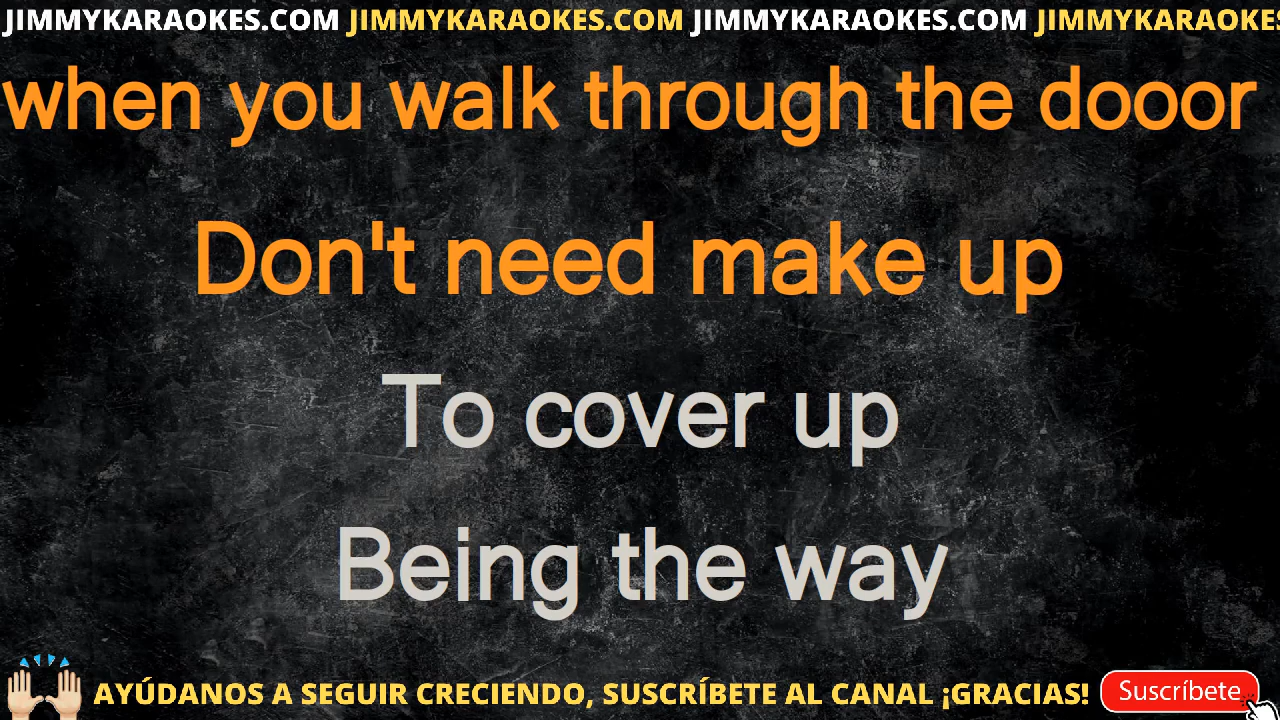 JIMMYKARAOKES.COM JIMMYKARAOKES.COM JIMMYKARAOKES.COM JIMMYKARAOKES
when you walk through the dooor
Don't need make up
To cover up
Being the way
AYÚDANOS A SEGUIR CRECIENDO, SUSCRÍBETE AL CANAL ¡GRACIAS! Suscríbete